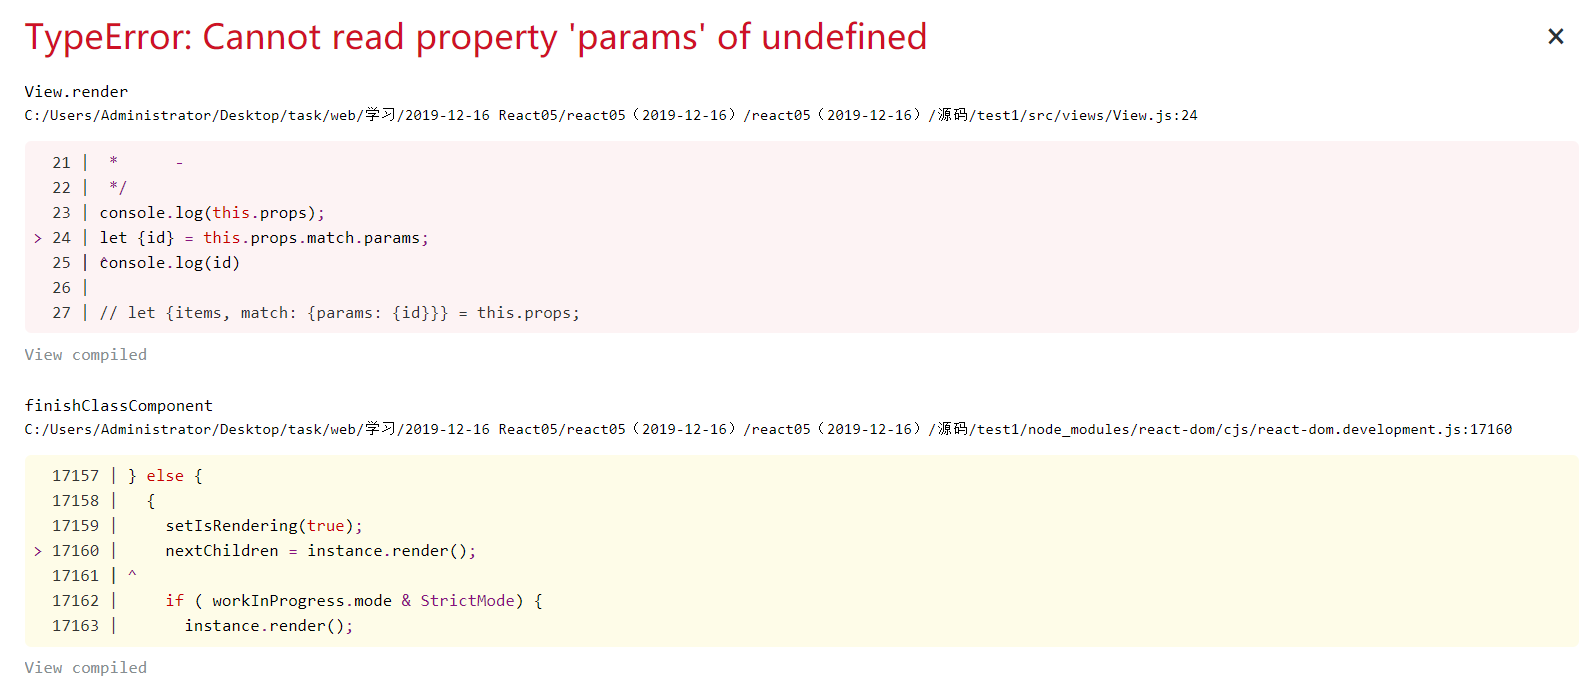 TypeError: Cannot read property 'params' of undefined
×
View.render
C:/Users/Administrator/Desktop/task/web/学习/2019-12-16 React05/react05（2019-12-16）/react05（2019-12-16）/源码/test1/src/views/View.js:24
21 |  *      -
22 |  */
23 | console.log(this.props);
> 24 | let {id} = this.props.match.params;
25 | console.log(id)
26 |
27 | // let {items, match: {params: {id}}} = this.props;
View compiled
finishClassComponent
C:/Users/Administrator/Desktop/task/web/学习/2019-12-16 React05/react05（2019-12-16）/react05（2019-12-16）/源码/test1/node_modules/react-dom/cjs/react-dom.development.js:17160
17157 | } else {
17158 |   {
17159 |     setIsRendering(true);
> 17160 |     nextChildren = instance.render();
17161 | ^
17162 |     if ( workInProgress.mode & StrictMode) {
17163 |       instance.render();
View compiled